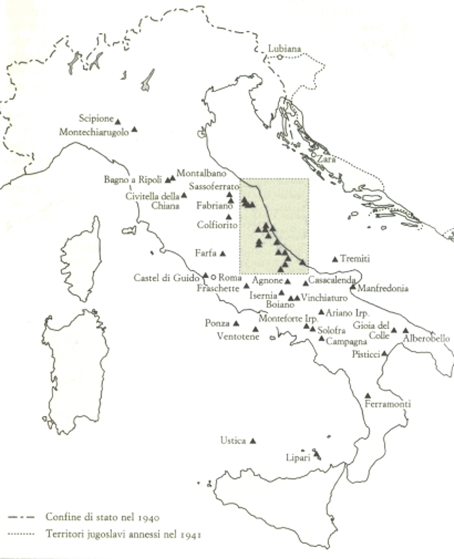 Lubiana
Zara
Scipione
Montechiarugolo
Bagno a Ripoli
Montalbano
Sassoferrato
Civitella della
Chiana
Fabriano
Colfiorito
Farfa
Tremiti
Castel di Guido
Roma
Fraschette
Agnone
Casacalenda
Manfredonia
Isernia
Boiano
Vinchiaturo
Ariano Irp.
Ponza
Monteforte Irp.
Solofra
Gioia del
Colle
Alberobello
Ventotene
Campagna
Pisticci
Ferramonti
Ustica
Lipari
Confine di stato nel 1940
Territori jugoslavi annessi nel 1941